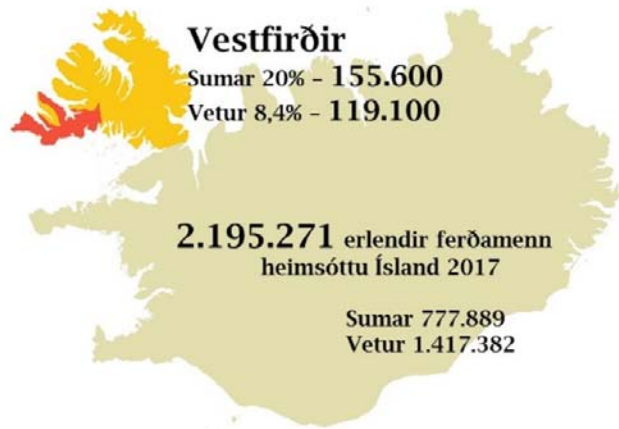 Vestfirðir
Sumar 20% – 155.600
Vetur 8,4% – 119.100
2.195.271 erlendir ferðamenn
heimsóttu Ísland 2017
Sumar 777.889
Vetur 1.417.382